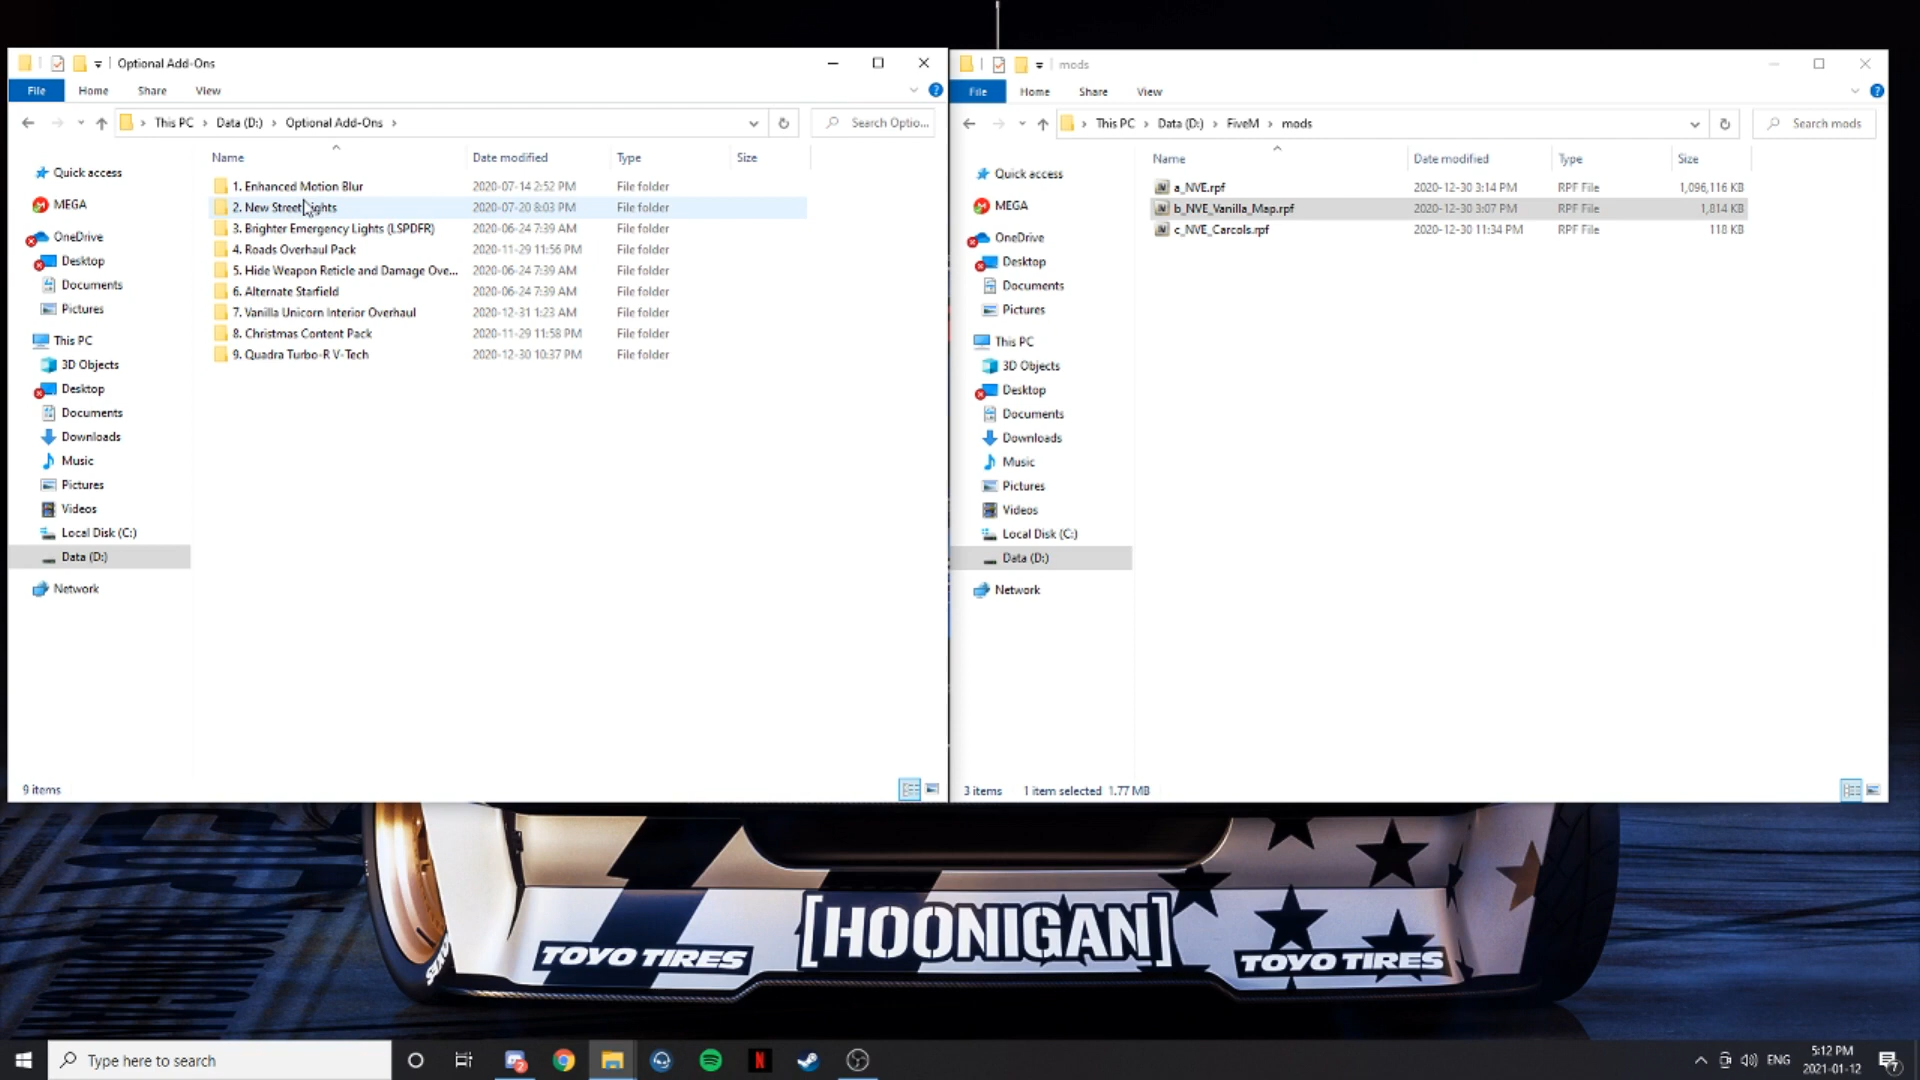 Optional Add-Ons
File Home Share View
This PC Data (D:) Optional Add-Ons
Search Optio...
Name Date modified Type Size
Quick access
MEGA
OneDrive
Desktop
Documents
Pictures
This PC
3D Objects
Desktop
Documents
Downloads
Music
Pictures
Videos
Local Disk (C:)
Data (D:)
Network
1. Enhanced Motion Blur 2020-07-14 2:52 PM File folder
2. New Street Lights 2020-07-20 8:03 PM File folder
3. Brighter Emergency Lights (LSPDFR) 2020-06-24 7:39 AM File folder
4. Roads Overhaul Pack 2020-11-29 11:56 PM File folder
5. Hide Weapon Reticle and Damage Ove... 2020-06-24 7:39 AM File folder
6. Alternate Starfield 2020-06-24 7:39 AM File folder
7. Vanilla Unicorn Interior Overhaul 2020-12-31 1:23 AM File folder
8. Christmas Content Pack 2020-11-29 11:58 PM File folder
9. Quadra Turbo-R V-Tech 2020-12-30 10:37 PM File folder
9 items
mods
File Home Share View
This PC Data (D:) FiveM mods
Search mods
Name Date modified Type Size
Quick access
MEGA
OneDrive
Desktop
Documents
Pictures
This PC
3D Objects
Desktop
Documents
Downloads
Music
Pictures
Videos
Local Disk (C:)
Data (D:)
Network
a_NVE.rpf 2020-12-30 3:14 PM RPF File 1,096,116 KB
b_NVE_Vanilla_Map.rpf 2020-12-30 3:07 PM RPF File 1,814 KB
c_NVE_Carcols.rpf 2020-12-30 11:34 PM RPF File 118 KB
3 items 1 item selected 1.77 MB
TOYO TIRES
[HOONIGAN]
TOYO TIRES
Type here to search
ENG
5:12 PM
2021-01-12